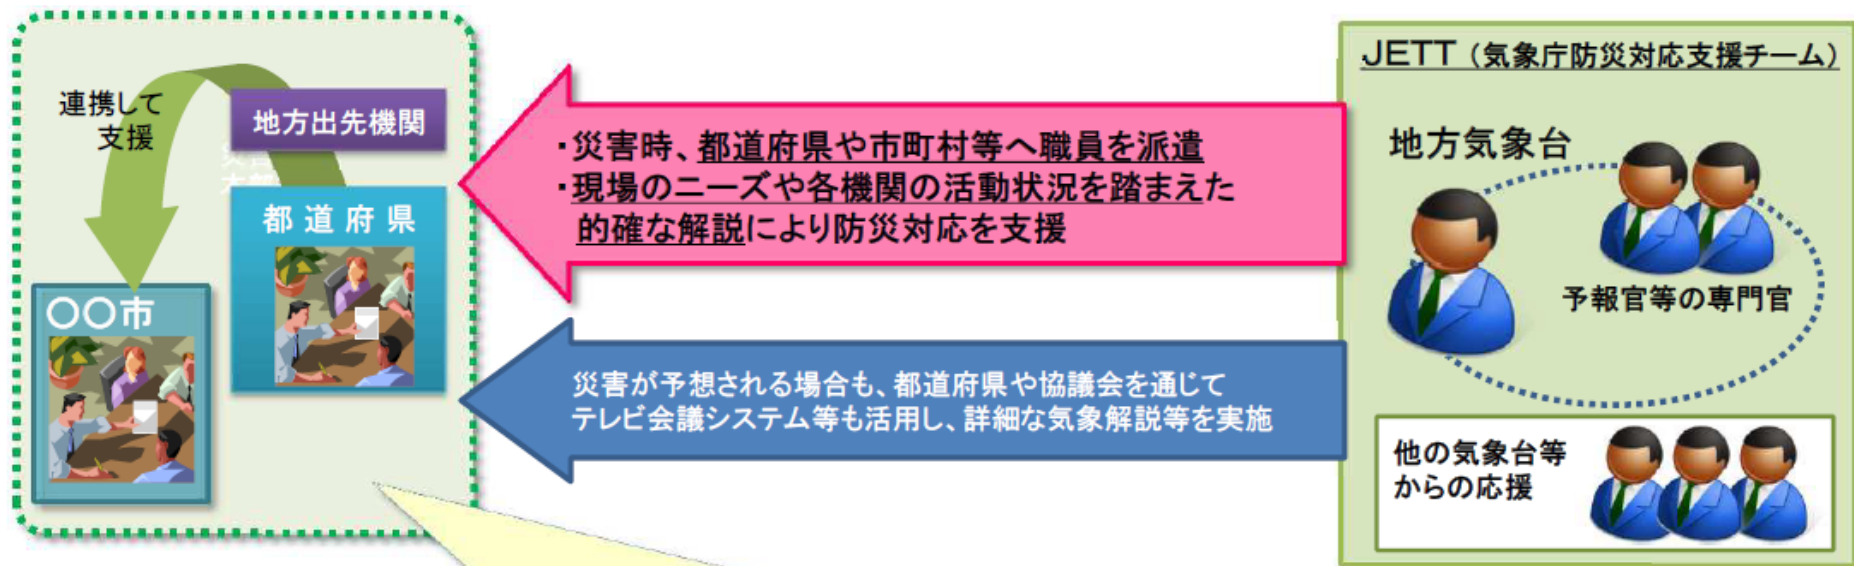 連携して
支援
地方出先機関
都道府県
〇〇市
・災害時、都道府県や市町村等へ職員を派遣
・現場のニーズや各機関の活動状況を踏まえた
的確な解説により防災対応を支援
災害が予想される場合も、都道府県や協議会を通じて
テレビ会議システム等も活用し、詳細な気象解説等を実施
JETT（気象庁防災対応支援チーム）
地方気象台
予報官等の専門官
他の気象台等
からの応援